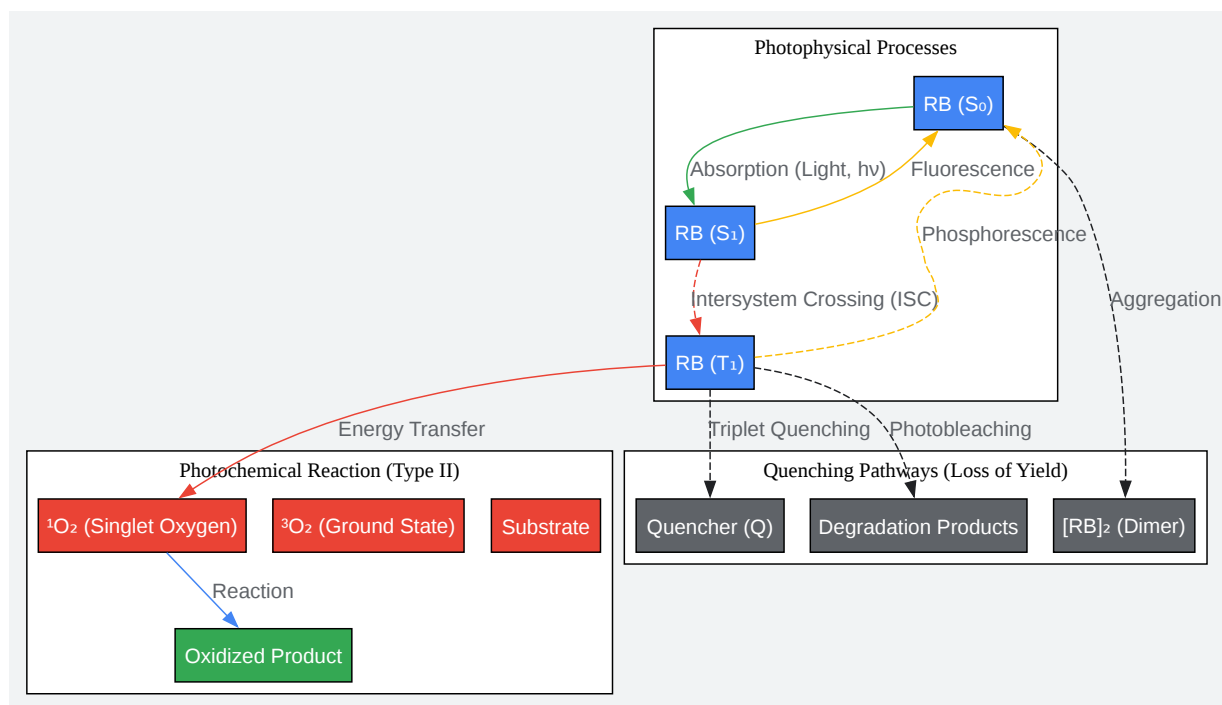 Photophysical Processes
RB (S₀)
Absorption (Light, hν)
Fluorescence
RB (S₁)
Phosphorescence
Intersystem Crossing (ISC)
Aggregation
RB (T₁)
Energy Transfer
Triplet Quenching
Photobleaching
Photochemical Reaction (Type II)
Quenching Pathways (Loss of Yield)
¹O₂ (Singlet Oxygen)
³O₂ (Ground State)
Substrate
Quencher (Q)
Degradation Products
[RB]₂ (Dimer)
Reaction
Oxidized Product